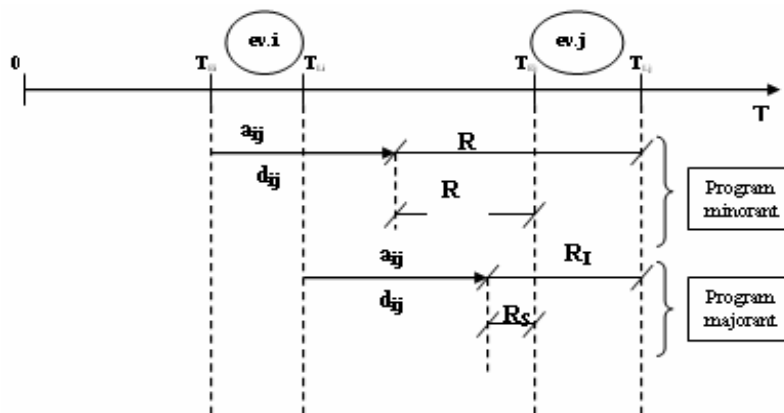 ev.i
ev.j
0
T
T
T
T
T
a_ij
R
d_ij
Program
minorant
R
a_ij
R_I
d_ij
Program
majorant
R_S